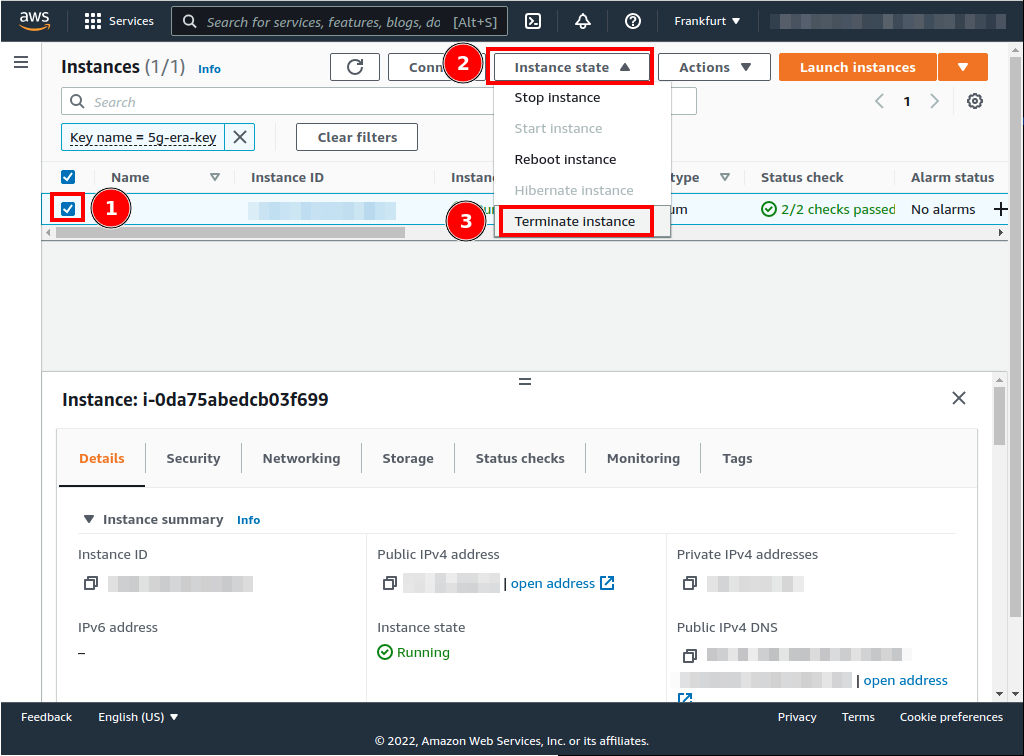 aws Services Search for services, features, blogs, do [Alt+S] Frankfurt
Instances (1/1) Info Conn 2 Instance state Actions Launch instances
Search 1
Key name = 5g-era-key Clear filters
Stop instance
Start instance
Reboot instance
Hibernate instance
Terminate instance
Name Instance ID Instan type Status check Alarm status
1 3 um 2/2 checks passed No alarms
Instance: i-0da75abedcb03f699
Details Security Networking Storage Status checks Monitoring Tags
Instance summary Info
Instance ID Public IPv4 address Private IPv4 addresses
| open address
IPv6 address Instance state Public IPv4 DNS
– Running
| open address
Feedback English (US) Privacy Terms Cookie preferences
© 2022, Amazon Web Services, Inc. or its affiliates.